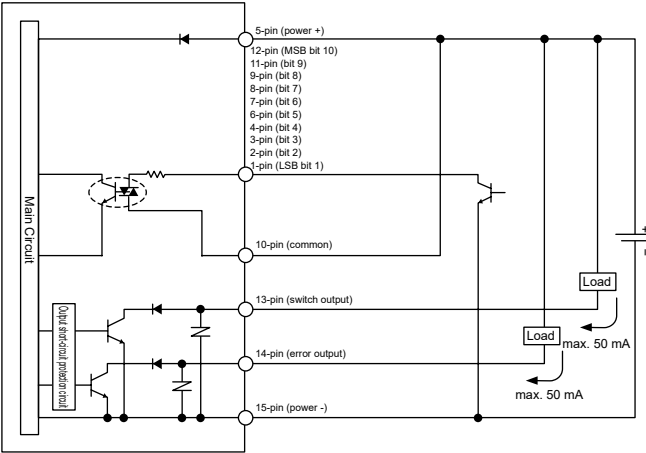 5-pin (power +)
12-pin (MSB bit 10)
11-pin (bit 9)
9-pin (bit 8)
8-pin (bit 7)
7-pin (bit 6)
6-pin (bit 5)
4-pin (bit 4)
3-pin (bit 3)
2-pin (bit 2)
1-pin (LSB bit 1)
Main Circuit
10-pin (common)
+
-
Load
13-pin (switch output)
Output short-circuit protection circuit
Load
max. 50 mA
14-pin (error output)
max. 50 mA
15-pin (power -)